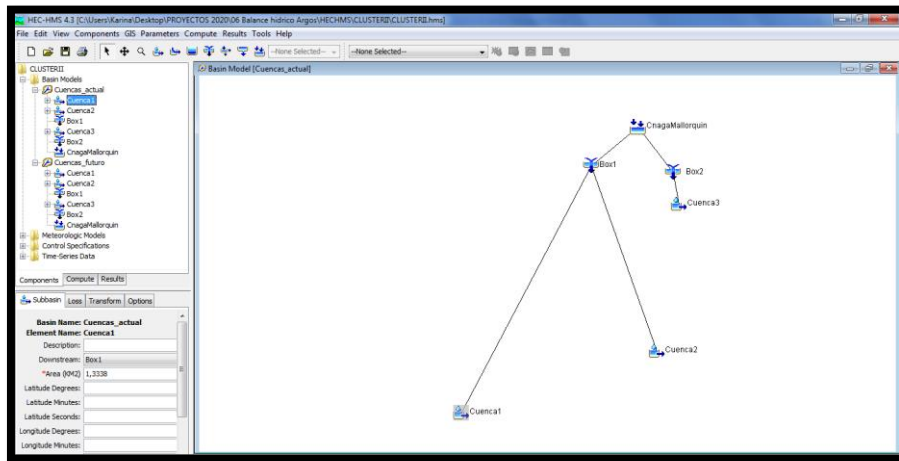 HEC-HMS 4.3 [C:\Users\Karina\Desktop\PROYECTOS 2020\06 Balance hidrico Argos\HECHMS\CLUSTERII\CLUSTERII.hms]
File Edit View Components GIS Parameters Compute Results Tools Help
--None Selected--
--None Selected--
CLUSTERII
Basin Models
Cuencas_actual
Cuenca1
Cuenca2
Box1
Cuenca3
Box2
CnagaMallorquin
Cuencas_futuro
Cuenca1
Cuenca2
Box1
Cuenca3
Box2
CnagaMallorquin
Meteorologic Models
Control Specifications
Time-Series Data
Components Compute Results
Subbasin Loss Transform Options
Basin Name: Cuencas_actual
Element Name: Cuenca1
Description:
Downstream: Box1
*Area (KM2) 1,3338
Latitude Degrees:
Latitude Minutes:
Latitude Seconds:
Longitude Degrees:
Longitude Minutes:
Basin Model [Cuencas_actual]
CnagaMallorquin
Box1
Box2
Cuenca3
Cuenca2
Cuenca1